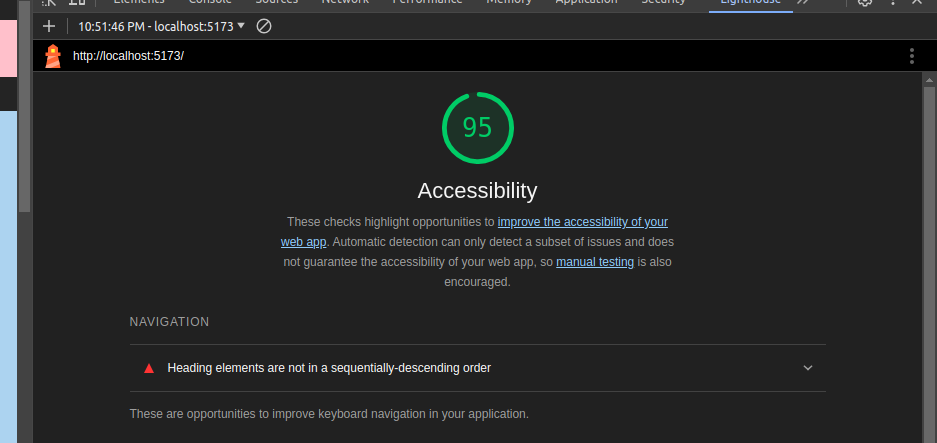 Elements Console Sources Network Performance Memory Application Security Lighthouse
10:51:46 PM - localhost:5173
http://localhost:5173/
95
Accessibility
These checks highlight opportunities to improve the accessibility of your
web app. Automatic detection can only detect a subset of issues and does
not guarantee the accessibility of your web app, so manual testing is also
encouraged.
NAVIGATION
Heading elements are not in a sequentially-descending order
These are opportunities to improve keyboard navigation in your application.